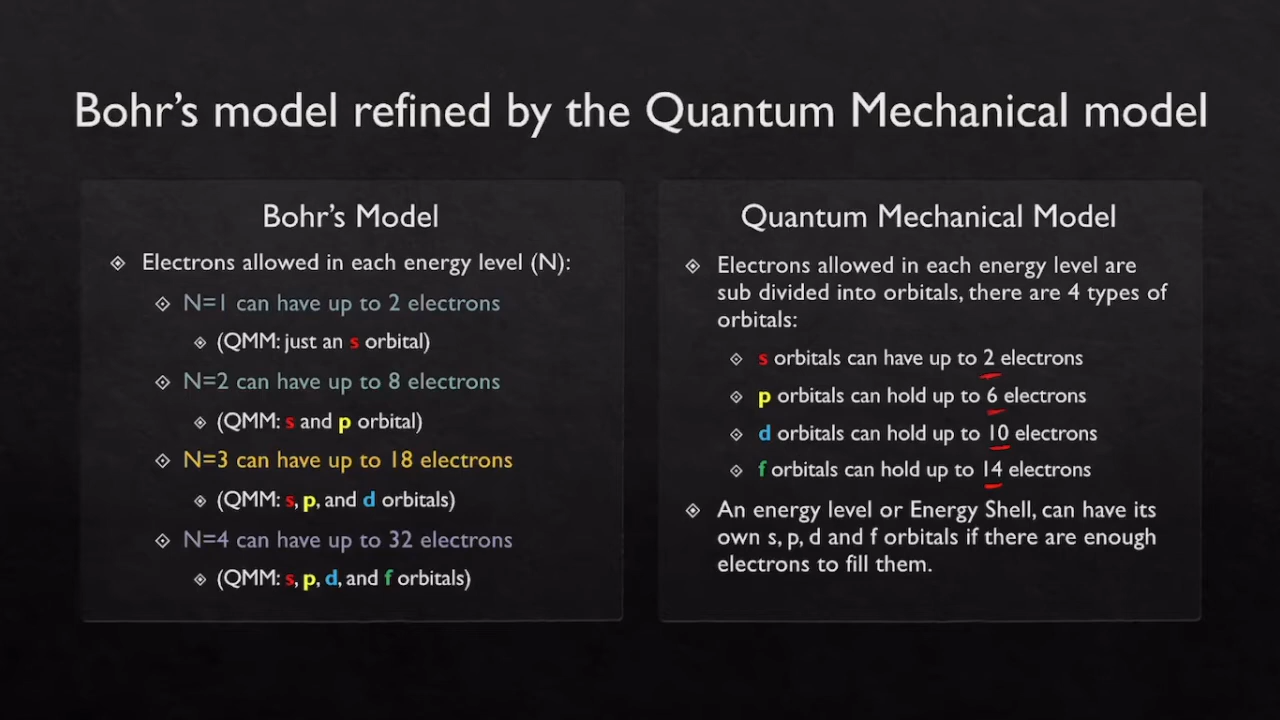 Bohr's model refined by the Quantum Mechanical model
Bohr's Model
Electrons allowed in each energy level (N):
N=1 can have up to 2 electrons
(QMM: just an s orbital)
N=2 can have up to 8 electrons
(QMM: s and p orbital)
N=3 can have up to 18 electrons
(QMM: s, p, and d orbitals)
N=4 can have up to 32 electrons
(QMM: s, p, d, and f orbitals)
Quantum Mechanical Model
Electrons allowed in each energy level are
sub divided into orbitals, there are 4 types of
orbitals:
s orbitals can have up to 2 electrons
p orbitals can hold up to 6 electrons
d orbitals can hold up to 10 electrons
f orbitals can hold up to 14 electrons
An energy level or Energy Shell, can have its
own s, p, d and f orbitals if there are enough
electrons to fill them.